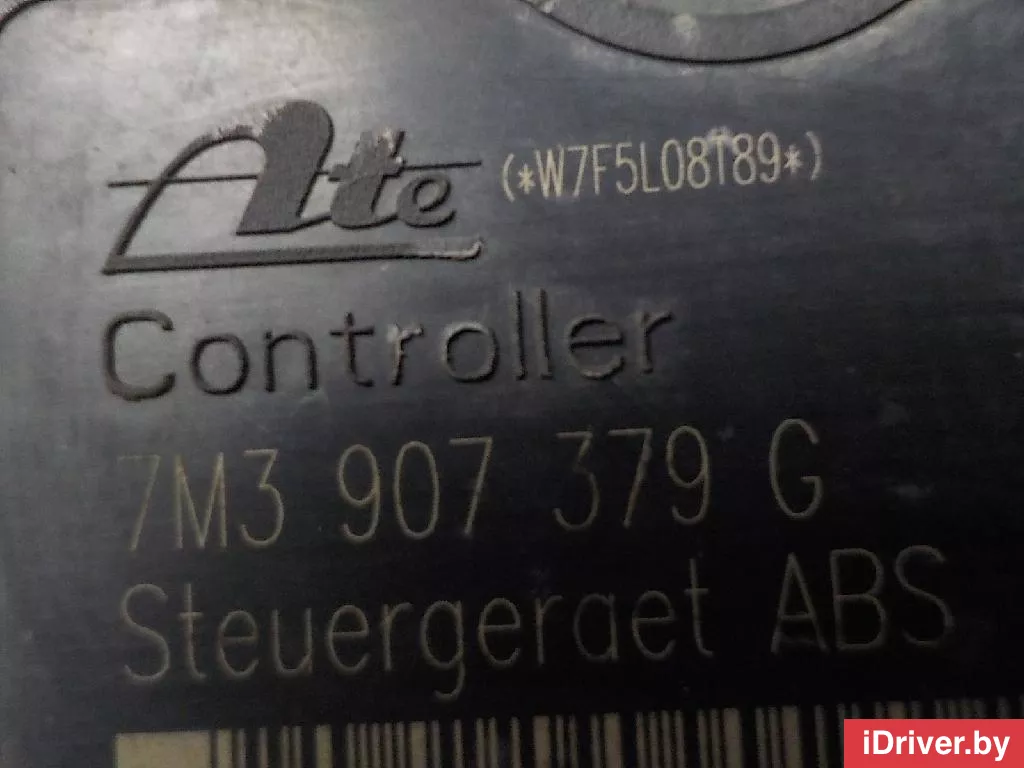 Ate (*W7F5L08T89*)
Controller
7M3 907 379 G
Steuergeraet ABS
iDriver.by